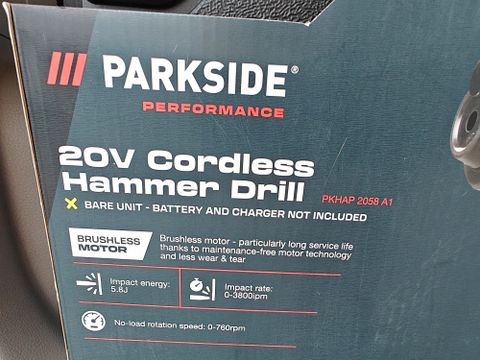 PARKSIDE®
PERFORMANCE
20V Cordless
Hammer Drill PKHAP 2058 A1
X BARE UNIT - BATTERY AND CHARGER NOT INCLUDED
BRUSHLESS
MOTOR
Brushless motor - particularly long service life
thanks to maintenance-free motor technology
and less wear & tear
Impact energy:
5.8J
Impact rate:
0-3800ipm
No-load rotation speed: 0-760rpm